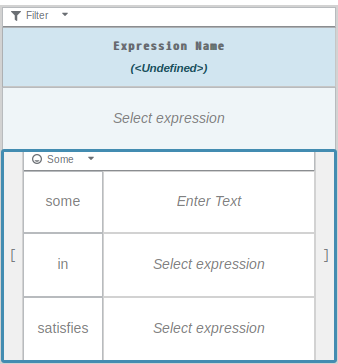 Filter
Expression Name
(<Undefined>)
Select expression
Some
some Enter Text
[ in Select expression ]
satisfies Select expression